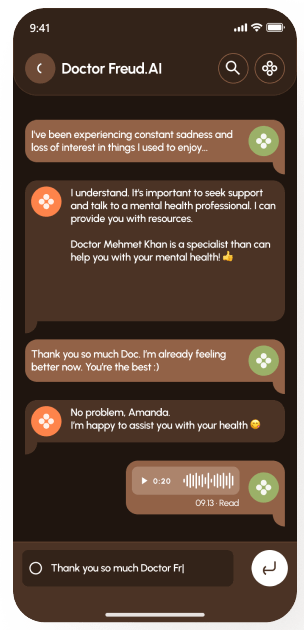 9:41
Doctor Freud.AI
I've been experiencing constant sadness and
loss of interest in things I used to enjoy...
I understand. It's important to seek support
and talk to a mental health professional. I can
provide you with resources.
Doctor Mehmet Khan is a specialist than can
help you with your mental health! 👍
Thank you so much Doc. I'm already feeling
better now. You're the best :)
No problem, Amanda.
I'm happy to assist you with your health 😋
0:20
09.13 · Read
Thank you so much Doctor Fr